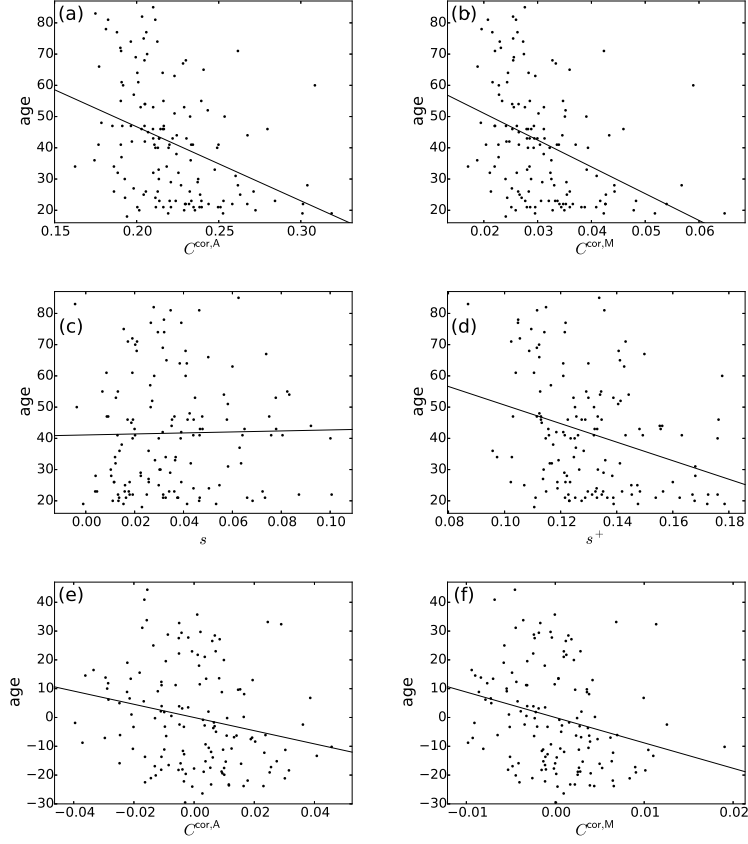 (a)
80
70
60
50
40
30
20
age
0.15 0.20 0.25 0.30
C^cor,A
(b)
80
70
60
50
40
30
20
age
0.02 0.03 0.04 0.05 0.06
C^cor,M
(c)
80
70
60
50
40
30
20
age
0.00 0.02 0.04 0.06 0.08 0.10
s
(d)
80
70
60
50
40
30
20
age
0.08 0.10 0.12 0.14 0.16 0.18
s^+
(e)
40
30
20
10
0
−10
−20
−30
age
−0.04 −0.02 0.00 0.02 0.04
C^cor,A
(f)
40
30
20
10
0
−10
−20
−30
age
−0.01 0.00 0.01 0.02
C^cor,M